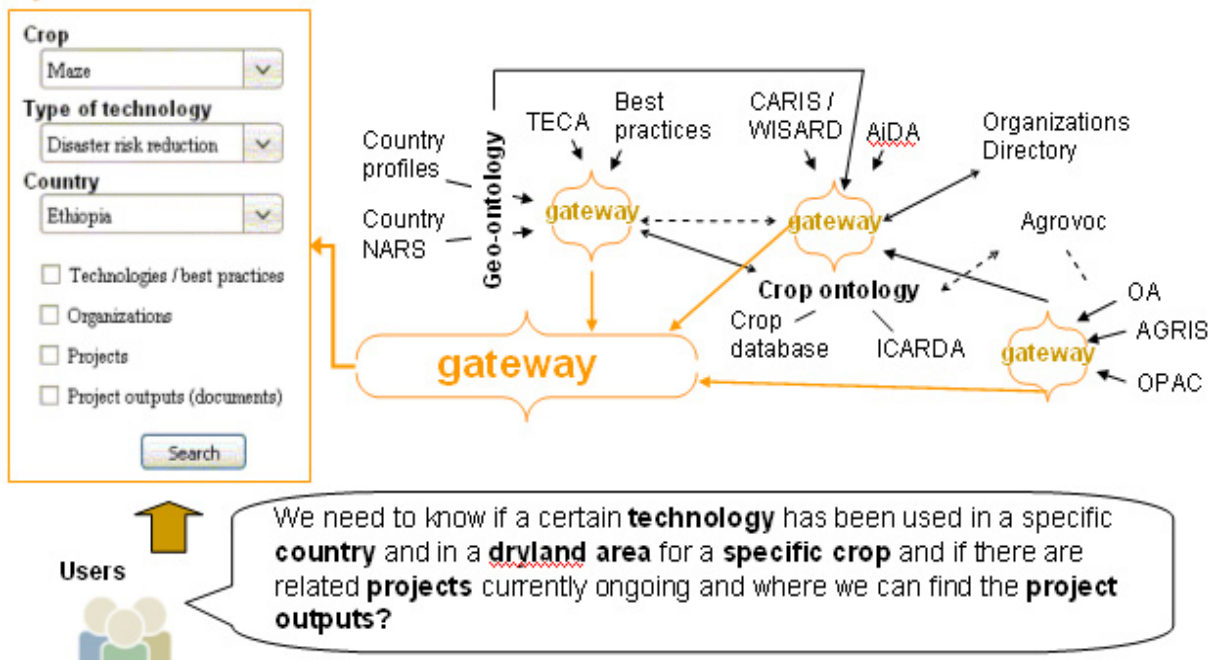 Crop
Maze
Type of technology
Disaster risk reduction
Country
Ethiopia
Technologies / best practices
Organizations
Projects
Project outputs (documents)
Search
Country
profiles
Country
NARS
Geo-ontology
TECA
Best
practices
gateway
CARIS /
WISARD
AiDA
gateway
Organizations
Directory
Agrovoc
Crop ontology
Crop
database
ICARDA
OA
AGRIS
OPAC
gateway
gateway
Users
We need to know if a certain technology has been used in a specific
country and in a dryland area for a specific crop and if there are
related projects currently ongoing and where we can find the project
outputs?